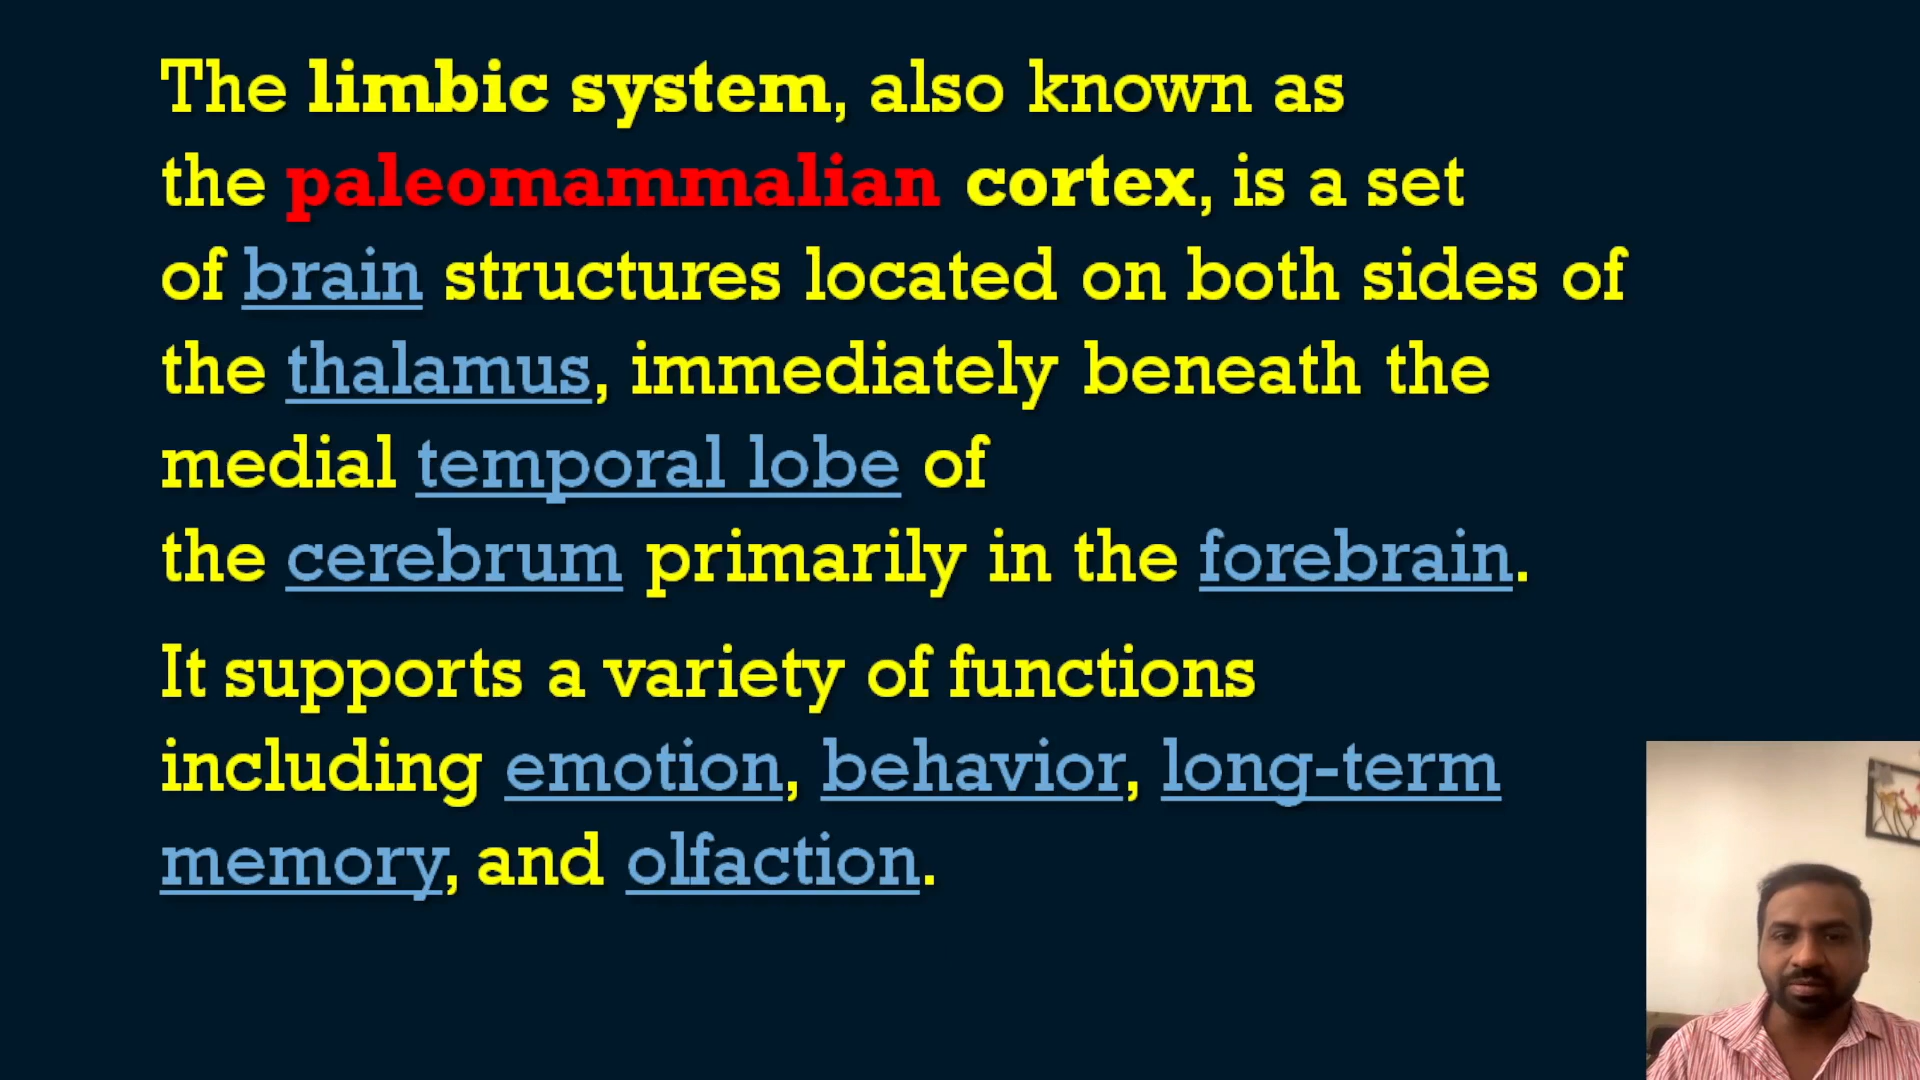 The limbic system, also known as
the paleomammalian cortex, is a set
of brain structures located on both sides of
the thalamus, immediately beneath the
medial temporal lobe of
the cerebrum primarily in the forebrain.
It supports a variety of functions
including emotion, behavior, long-term
memory, and olfaction.